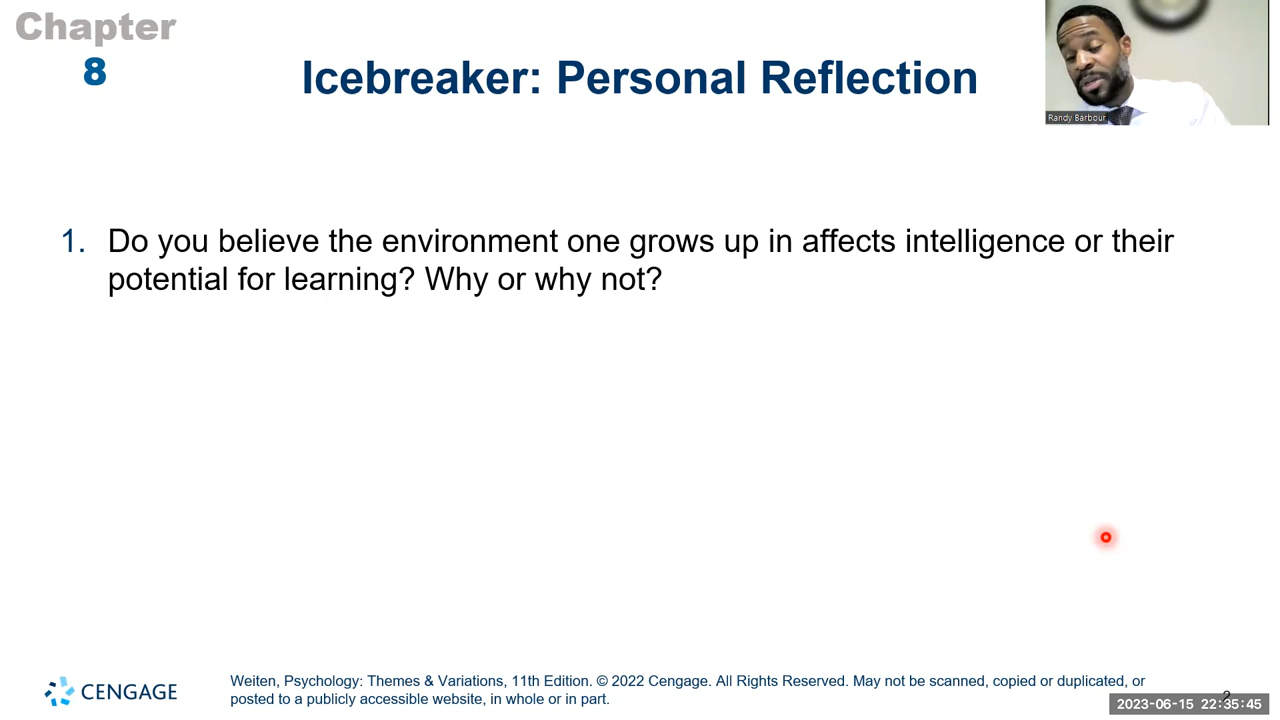 Chapter
8
Icebreaker: Personal Reflection
Randy Barbour
1. Do you believe the environment one grows up in affects intelligence or their
potential for learning? Why or why not?
CENGAGE
Weiten, Psychology: Themes & Variations, 11th Edition. © 2022 Cengage. All Rights Reserved. May not be scanned, copied or duplicated, or
posted to a publicly accessible website, in whole or in part.
2
2023-06-15 22:35:45